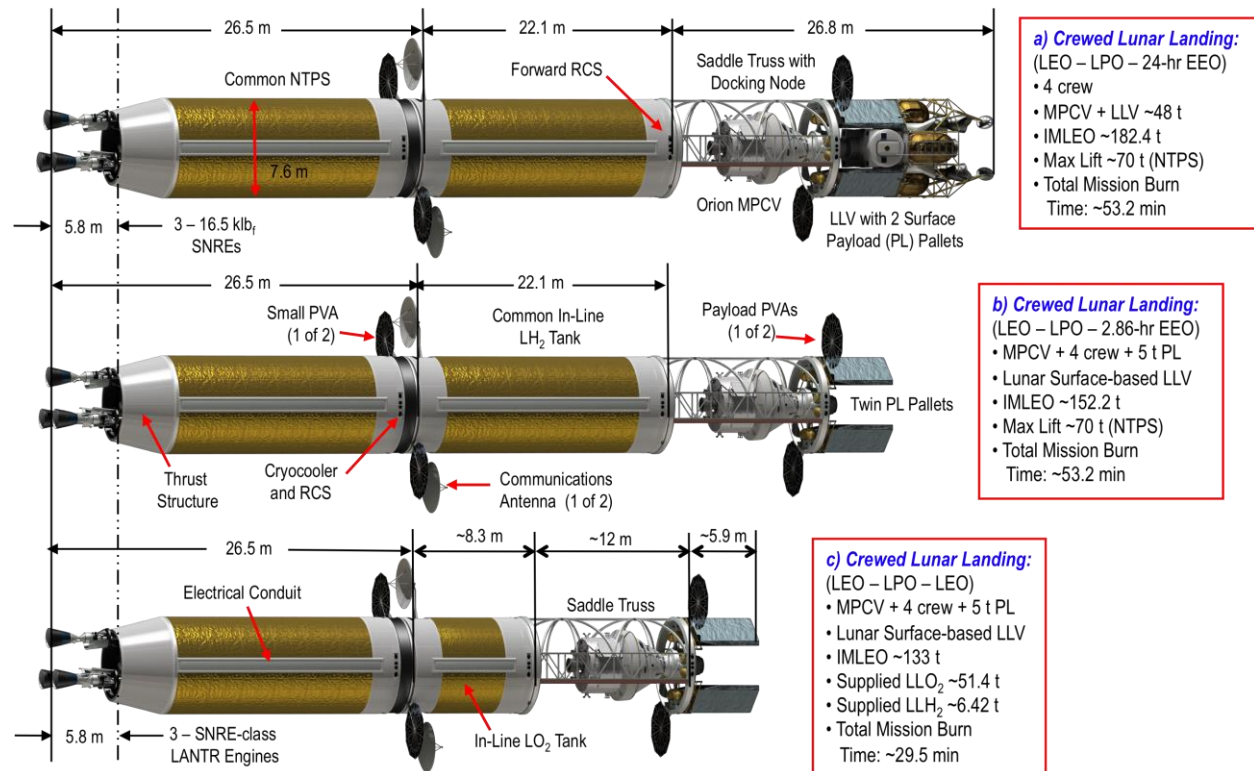 26.5 m
22.1 m
26.8 m
Common NTPS
Forward RCS
Saddle Truss with
Docking Node
7.6 m
5.8 m
3 – 16.5 klbf
SNREs
Orion MPCV
LLV with 2 Surface
Payload (PL) Pallets
a) Crewed Lunar Landing:
(LEO – LPO – 24-hr EEO)
• 4 crew
• MPCV + LLV ~48 t
• IMLEO ~182.4 t
• Max Lift ~70 t (NTPS)
• Total Mission Burn
Time: ~53.2 min
26.5 m
22.1 m
Small PVA
(1 of 2)
Common In-Line
LH2 Tank
Payload PVAs
(1 of 2)
Twin PL Pallets
Thrust
Structure
Cryocooler
and RCS
Communications
Antenna (1 of 2)
b) Crewed Lunar Landing:
(LEO – LPO – 2.86-hr EEO)
• MPCV + 4 crew + 5 t PL
• Lunar Surface-based LLV
• IMLEO ~152.2 t
• Max Lift ~70 t (NTPS)
• Total Mission Burn
Time: ~53.2 min
26.5 m
~8.3 m
~12 m
~5.9 m
Electrical Conduit
Saddle Truss
5.8 m
3 – SNRE-class
LANTR Engines
In-Line LO2 Tank
c) Crewed Lunar Landing:
(LEO – LPO – LEO)
• MPCV + 4 crew + 5 t PL
• Lunar Surface-based LLV
• IMLEO ~133 t
• Supplied LLO2 ~51.4 t
• Supplied LLH2 ~6.42 t
• Total Mission Burn
Time: ~29.5 min